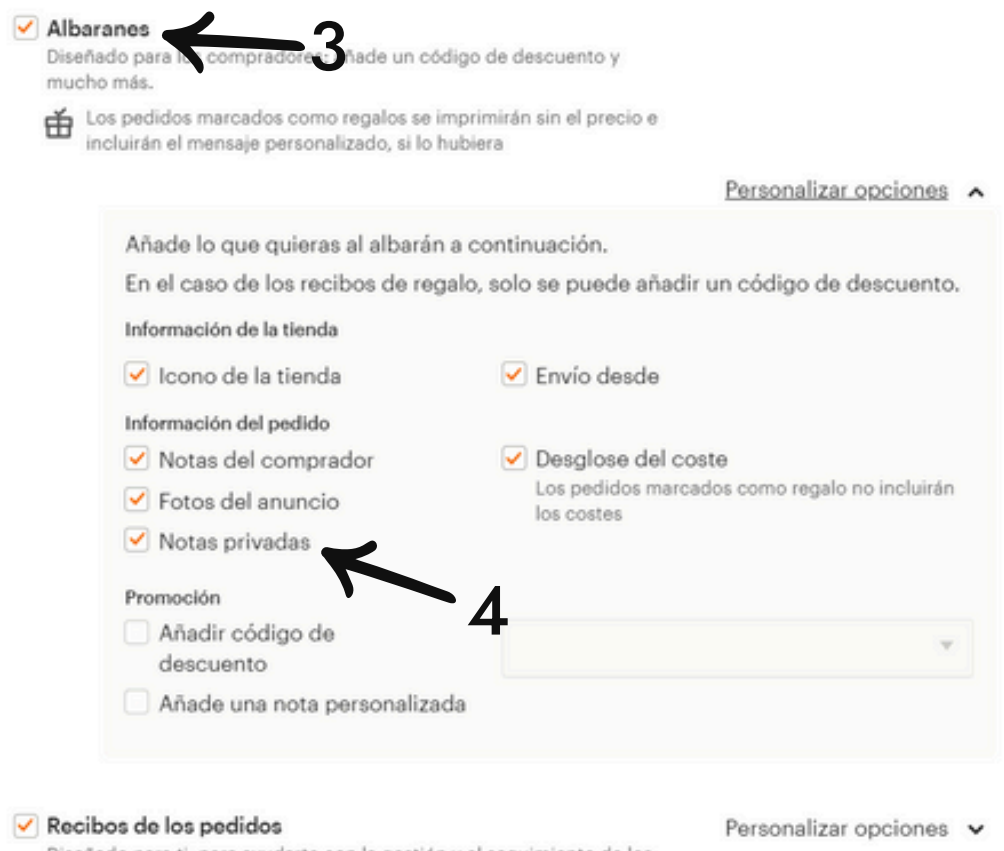 Albaranes
3
Diseñado para compradores: añade un código de descuento y
mucho más.
Los pedidos marcados como regalos se imprimirán sin el precio e
incluirán el mensaje personalizado, si lo hubiera
Personalizar opciones
Añade lo que quieras al albarán a continuación.
En el caso de los recibos de regalo, solo se puede añadir un código de descuento.
Información de la tienda
Icono de la tienda
Envío desde
Información del pedido
Notas del comprador
Desglose del coste
Los pedidos marcados como regalo no incluirán
los costes
Fotos del anuncio
Notas privadas
4
Promoción
Añadir código de
descuento
Añade una nota personalizada
Recibos de los pedidos
Personalizar opciones